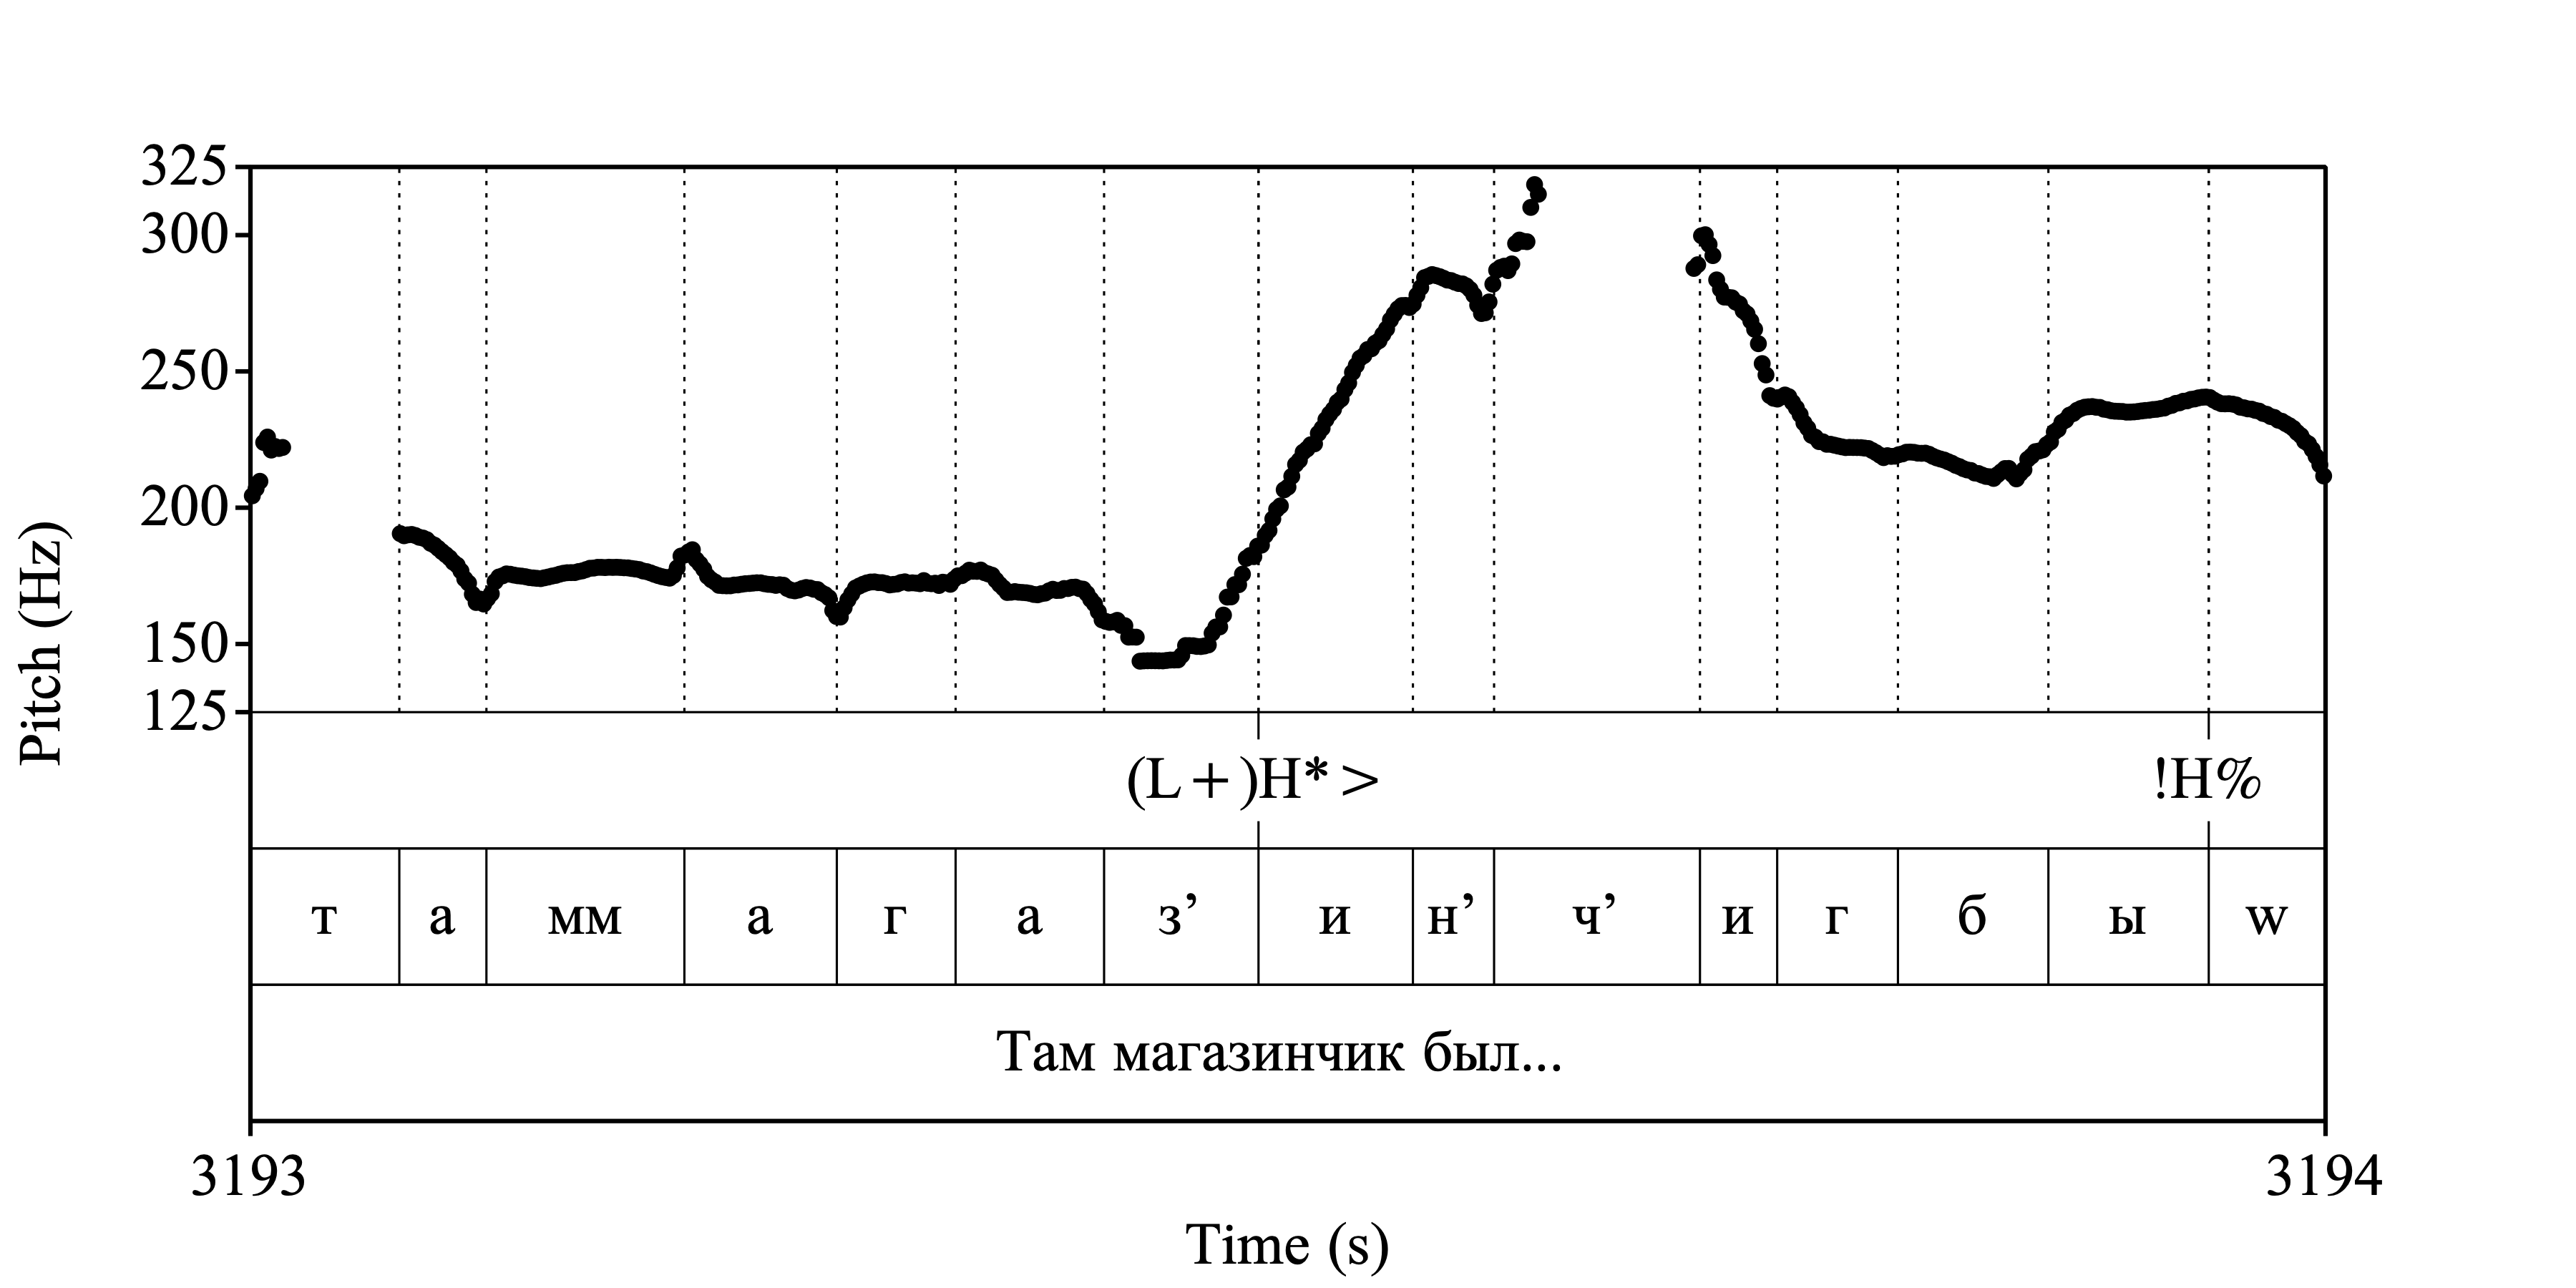 325
300
250
200
150
125
Pitch (Hz)
(L+)H*> !H%
т а мм а г а з’ и н’ ч’ и г б ы w
Там магазинчик был...
3193 3194
Time (s)